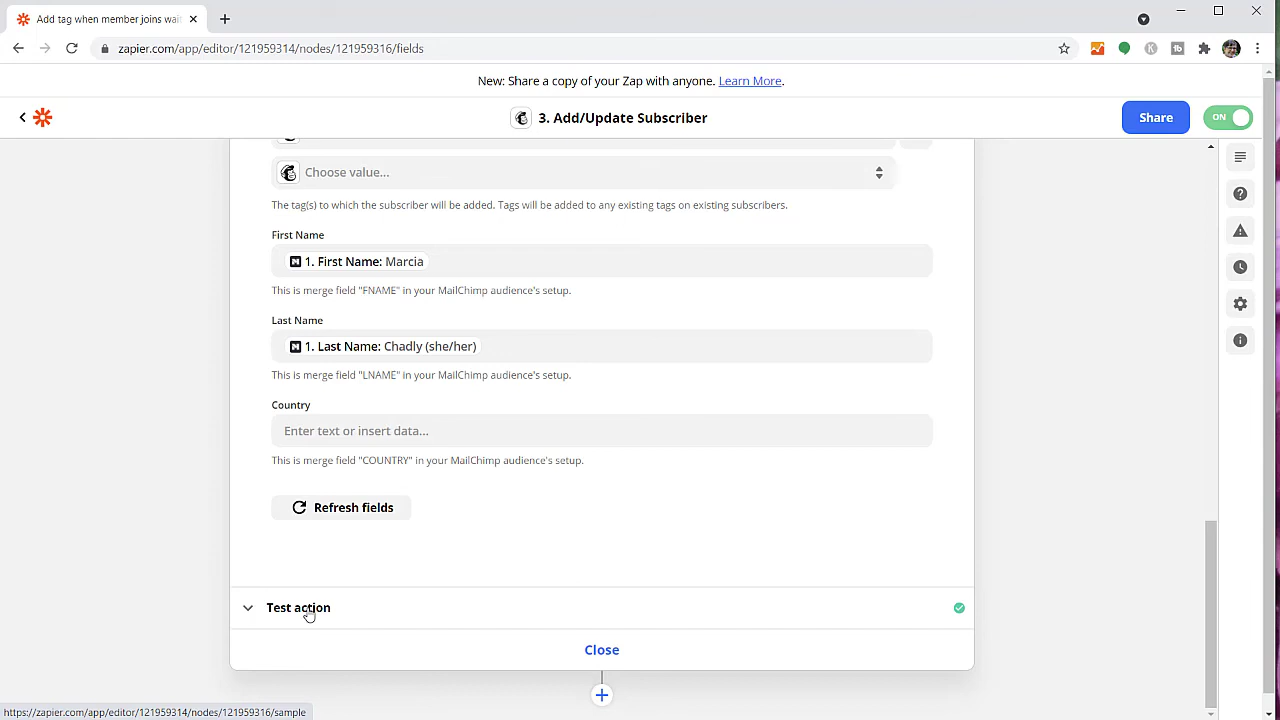 Add tag when member joins wai
zapier.com/app/editor/121959314/nodes/121959316/fields
New: Share a copy of your Zap with anyone. Learn More.
3. Add/Update Subscriber
Share
ON
Choose value...
The tag(s) to which the subscriber will be added. Tags will be added to any existing tags on existing subscribers.
First Name
1. First Name: Marcia
This is merge field "FNAME" in your MailChimp audience's setup.
Last Name
1. Last Name: Chadly (she/her)
This is merge field "LNAME" in your MailChimp audience's setup.
Country
Enter text or insert data...
This is merge field "COUNTRY" in your MailChimp audience's setup.
Refresh fields
Test action
Close
https://zapier.com/app/editor/121959314/nodes/121959316/sample